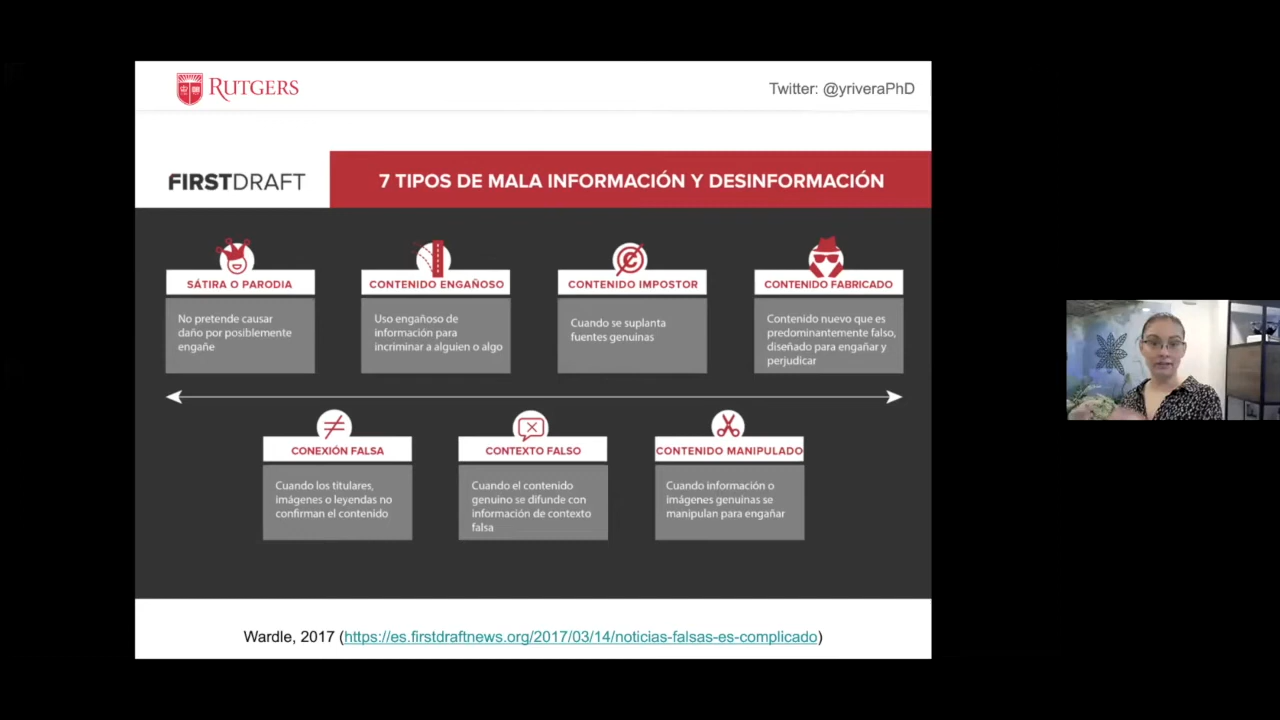 RUTGERS
Twitter: @yriveraPhD
FIRSTDRAFT
7 TIPOS DE MALA INFORMACIÓN Y DESINFORMACIÓN
SÁTIRA O PARODIA
No pretende causar
daño por posiblemente
engañe
CONTENIDO ENGAÑOSO
Uso engañoso de
información para
incriminar a alguien o algo
CONTENIDO IMPOSTOR
Cuando se suplanta
fuentes genuinas
CONTENIDO FABRICADO
Contenido nuevo que es
predominantemente falso,
diseñado para engañar y
perjudicar
CONEXIÓN FALSA
Cuando los titulares,
imágenes o leyendas no
confirman el contenido
CONTEXTO FALSO
Cuando el contenido
genuino se difunde con
información de contexto
falsa
CONTENIDO MANIPULADO
Cuando información o
imágenes genuinas se
manipulan para engañar
Wardle, 2017 (https://es.firstdraftnews.org/2017/03/14/noticias-falsas-es-complicado)